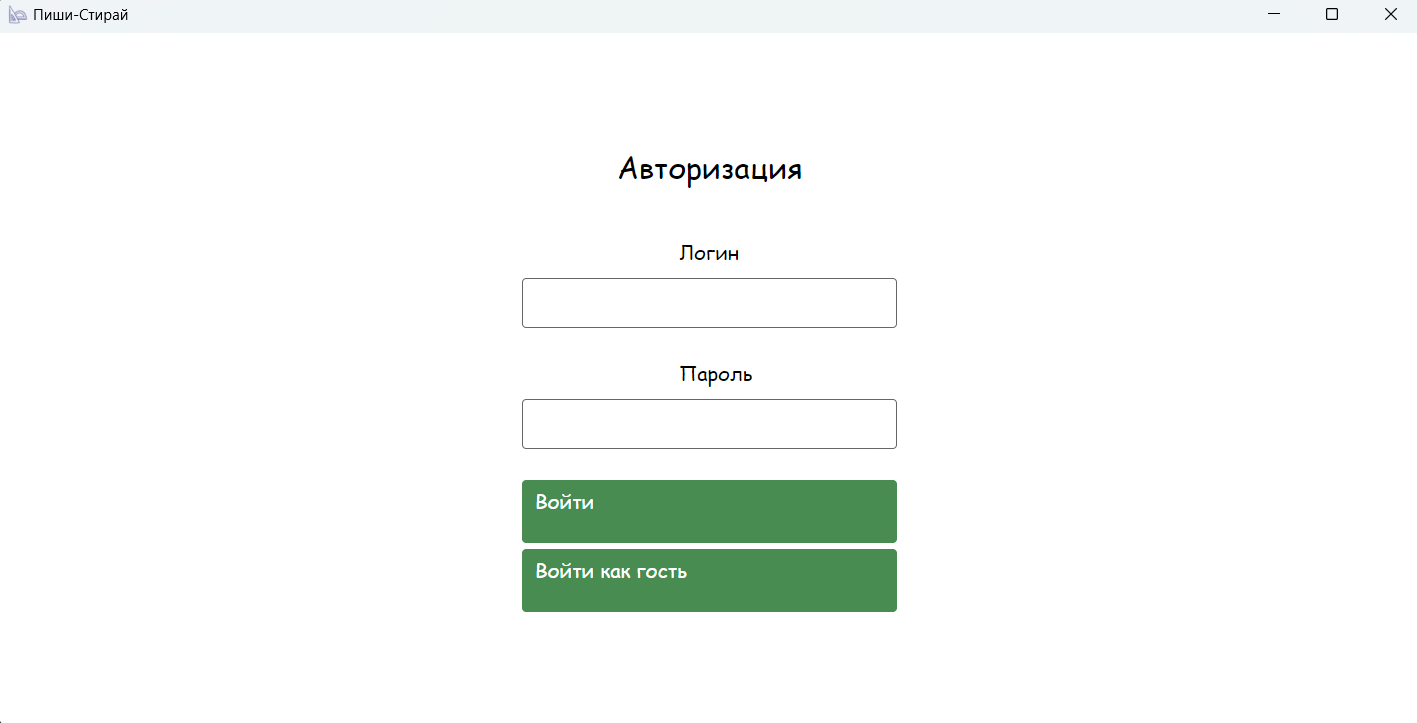 Пиши-Стирай
Авторизация
Логин
Пароль
Войти
Войти как гость